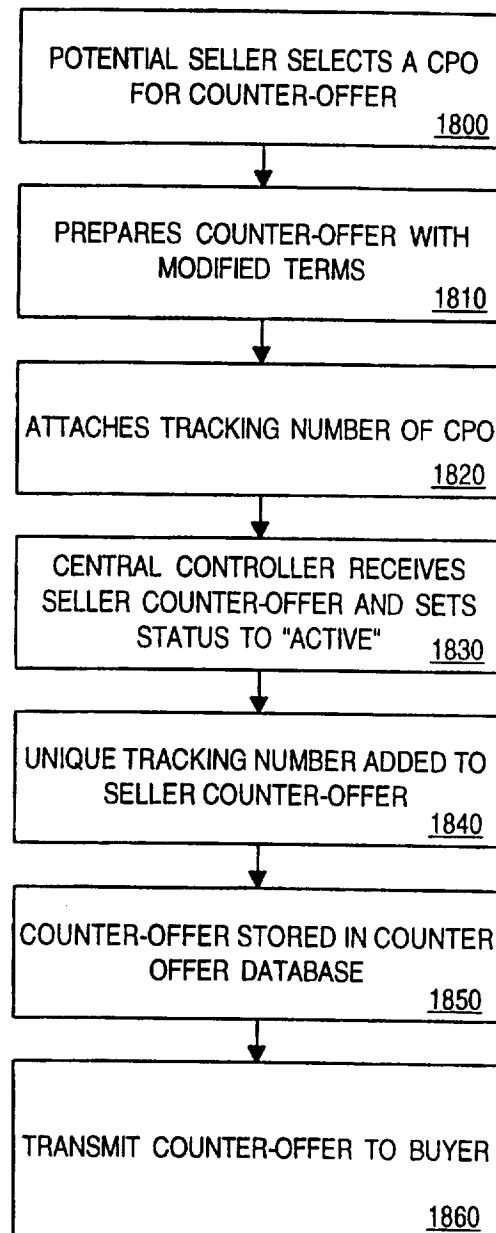 POTENTIAL SELLER SELECTS A CPO
FOR COUNTER-OFFER
1800
PREPARES COUNTER-OFFER WITH
MODIFIED TERMS
1810
ATTACHES TRACKING NUMBER OF CPO
1820
CENTRAL CONTROLLER RECEIVES
SELLER COUNTER-OFFER AND SETS
STATUS TO "ACTIVE"
1830
UNIQUE TRACKING NUMBER ADDED TO
SELLER COUNTER-OFFER
1840
COUNTER-OFFER STORED IN COUNTER
OFFER DATABASE
1850
TRANSMIT COUNTER-OFFER TO BUYER
1860